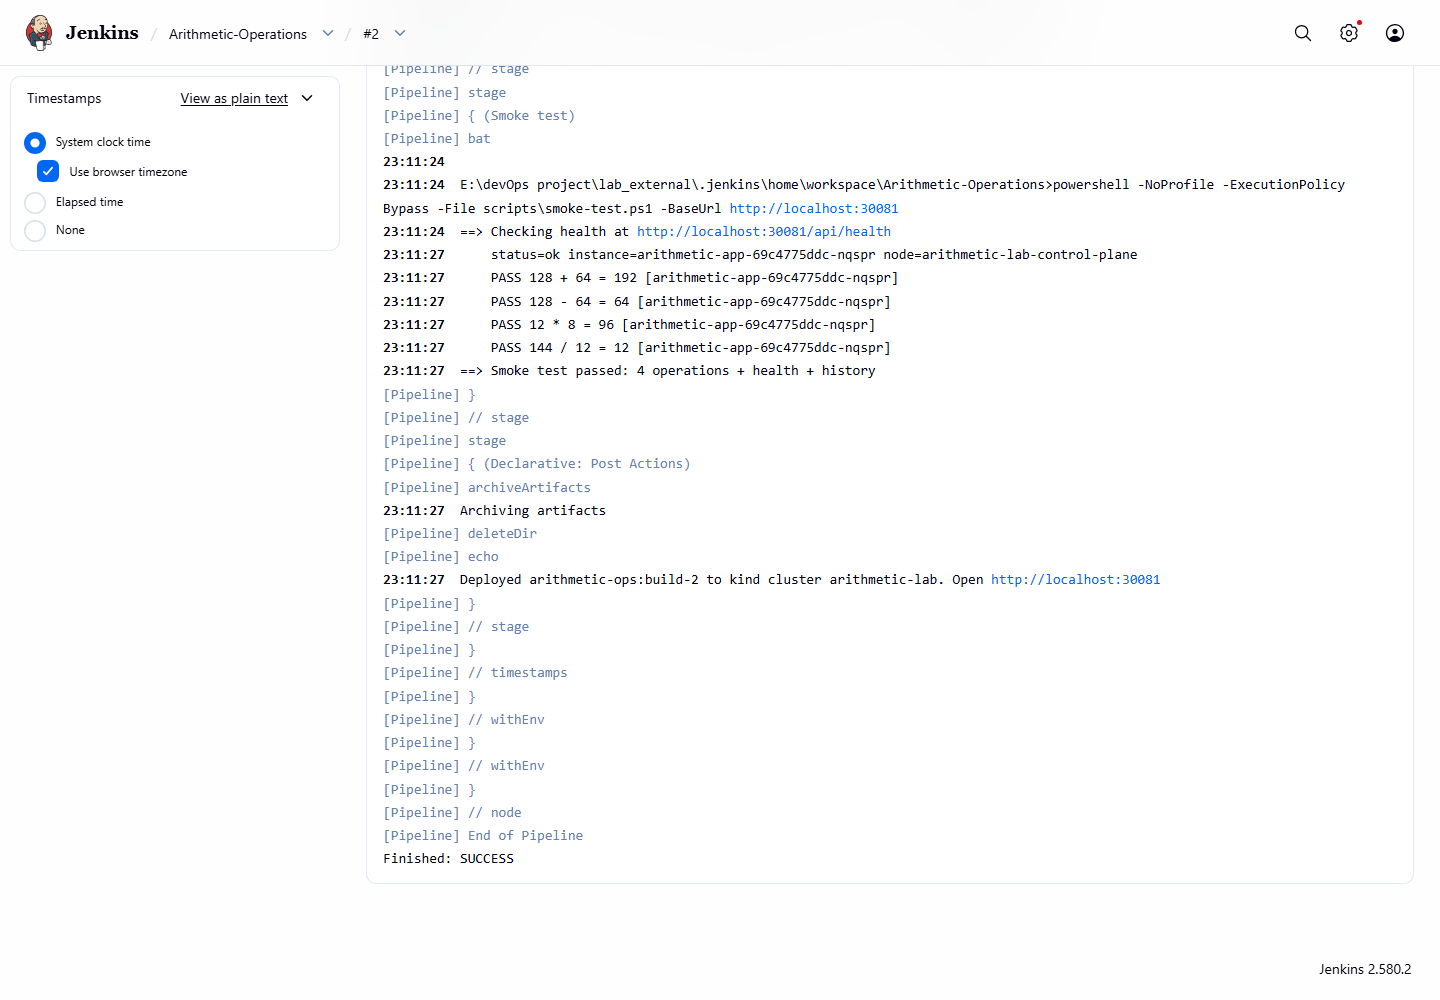 Jenkins / Arithmetic-Operations / #2
Timestamps View as plain text
System clock time
Use browser timezone
Elapsed time
None
[Pipeline] // stage
[Pipeline] stage
[Pipeline] { (Smoke test)
[Pipeline] bat
23:11:24
23:11:24  E:\devOps project\lab_external\.jenkins\home\workspace\Arithmetic-Operations>powershell -NoProfile -ExecutionPolicy
Bypass -File scripts\smoke-test.ps1 -BaseUrl http://localhost:30081
23:11:24  ==> Checking health at http://localhost:30081/api/health
23:11:27      status=ok instance=arithmetic-app-69c4775ddc-nqspr node=arithmetic-lab-control-plane
23:11:27      PASS 128 + 64 = 192 [arithmetic-app-69c4775ddc-nqspr]
23:11:27      PASS 128 - 64 = 64 [arithmetic-app-69c4775ddc-nqspr]
23:11:27      PASS 12 * 8 = 96 [arithmetic-app-69c4775ddc-nqspr]
23:11:27      PASS 144 / 12 = 12 [arithmetic-app-69c4775ddc-nqspr]
23:11:27  ==> Smoke test passed: 4 operations + health + history
[Pipeline] }
[Pipeline] // stage
[Pipeline] stage
[Pipeline] { (Declarative: Post Actions)
[Pipeline] archiveArtifacts
23:11:27  Archiving artifacts
[Pipeline] deleteDir
[Pipeline] echo
23:11:27  Deployed arithmetic-ops:build-2 to kind cluster arithmetic-lab. Open http://localhost:30081
[Pipeline] }
[Pipeline] // stage
[Pipeline] }
[Pipeline] // timestamps
[Pipeline] }
[Pipeline] // withEnv
[Pipeline] }
[Pipeline] // withEnv
[Pipeline] }
[Pipeline] // node
[Pipeline] End of Pipeline
Finished: SUCCESS
Jenkins 2.580.2